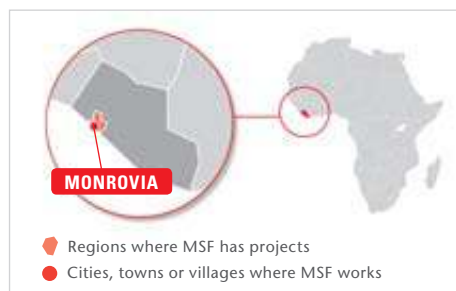 MONROVIA
Regions where MSF has projects
Cities, towns or villages where MSF works